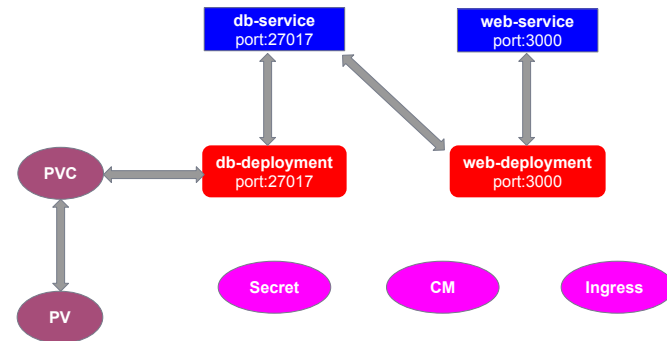 db-service
port:27017
web-service
port:3000
PVC
db-deployment
port:27017
web-deployment
port:3000
Secret
CM
Ingress
PV